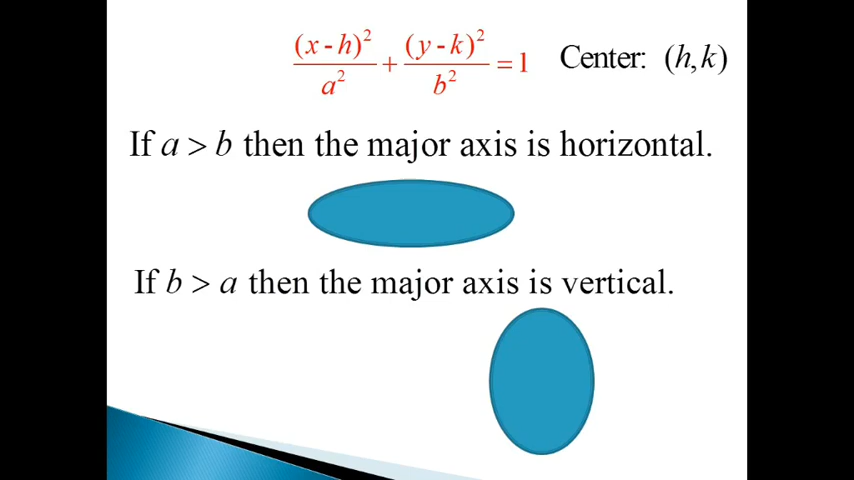 (x - h)² / a² + (y - k)² / b² = 1 Center: (h, k)
If a > b then the major axis is horizontal.
If b > a then the major axis is vertical.